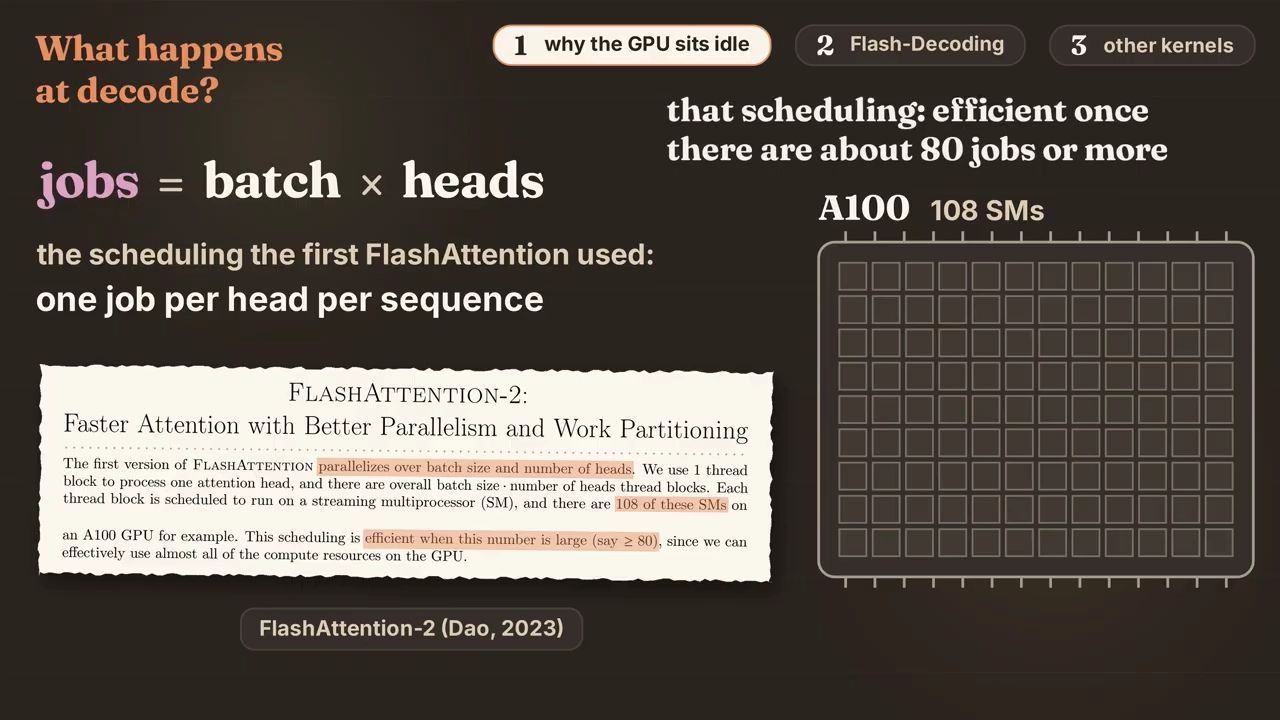 What happens
at decode?
1 why the GPU sits idle
2 Flash-Decoding
3 other kernels
jobs = batch × heads
the scheduling the first FlashAttention used:
one job per head per sequence
that scheduling: efficient once
there are about 80 jobs or more
A100 108 SMs
FLASHATTENTION-2:
Faster Attention with Better Parallelism and Work Partitioning
The first version of FLASHATTENTION parallelizes over batch size and number of heads. We use 1 thread
block to process one attention head, and there are overall batch size · number of heads thread blocks. Each
thread block is scheduled to run on a streaming multiprocessor (SM), and there are 108 of these SMs on
an A100 GPU for example. This scheduling is efficient when this number is large (say ≥ 80), since we can
effectively use almost all of the compute resources on the GPU.
FlashAttention-2 (Dao, 2023)